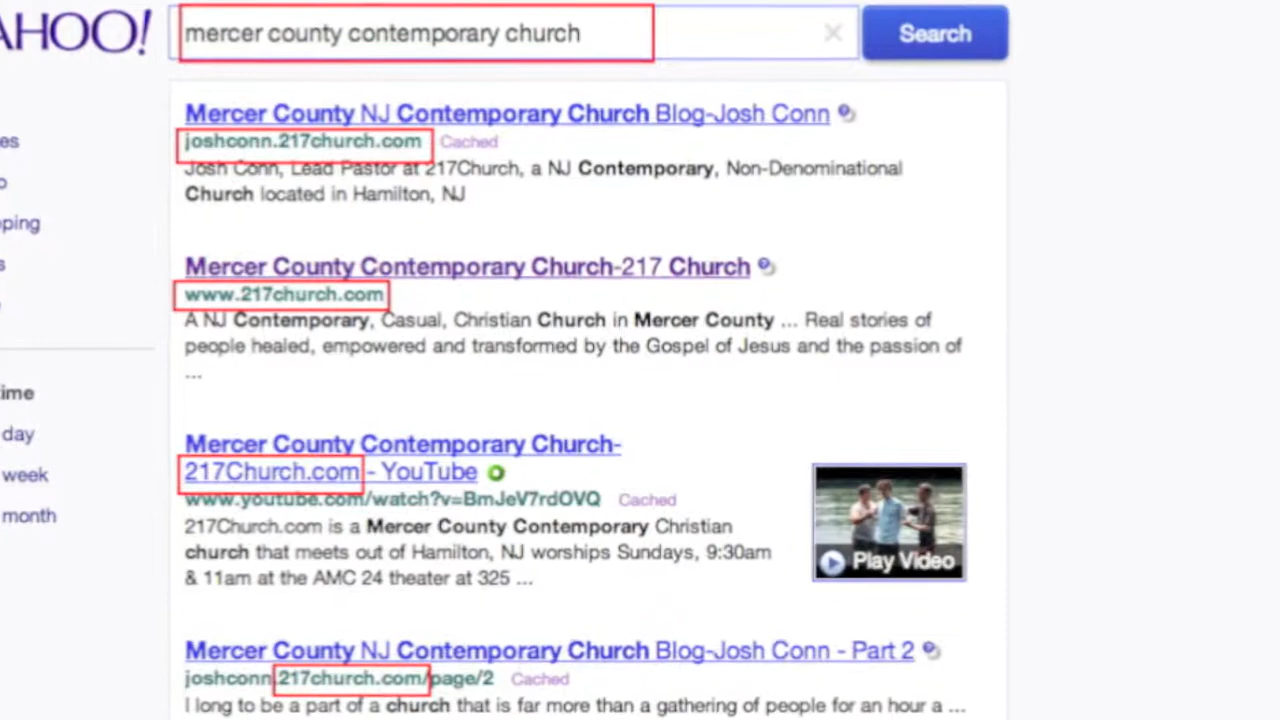 AHOO!
mercer county contemporary church
Search
Mercer County NJ Contemporary Church Blog-Josh Conn
joshconn.217church.com Cached
Josh Conn, Lead Pastor at 217Church, a NJ Contemporary, Non-Denominational
Church located in Hamilton, NJ
Mercer County Contemporary Church-217 Church
www.217church.com
A NJ Contemporary, Casual, Christian Church in Mercer County ... Real stories of
people healed, empowered and transformed by the Gospel of Jesus and the passion of
...
Mercer County Contemporary Church-
217Church.com - YouTube
www.youtube.com/watch?v=BmJeV7rdOVQ Cached
217Church.com is a Mercer County Contemporary Christian
church that meets out of Hamilton, NJ worships Sundays, 9:30am
& 11am at the AMC 24 theater at 325 ...
Play Video
Mercer County NJ Contemporary Church Blog-Josh Conn - Part 2
joshconn.217church.com/page/2 Cached
I long to be a part of a church that is far more than a gathering of people for an hour a ...
day
week
month